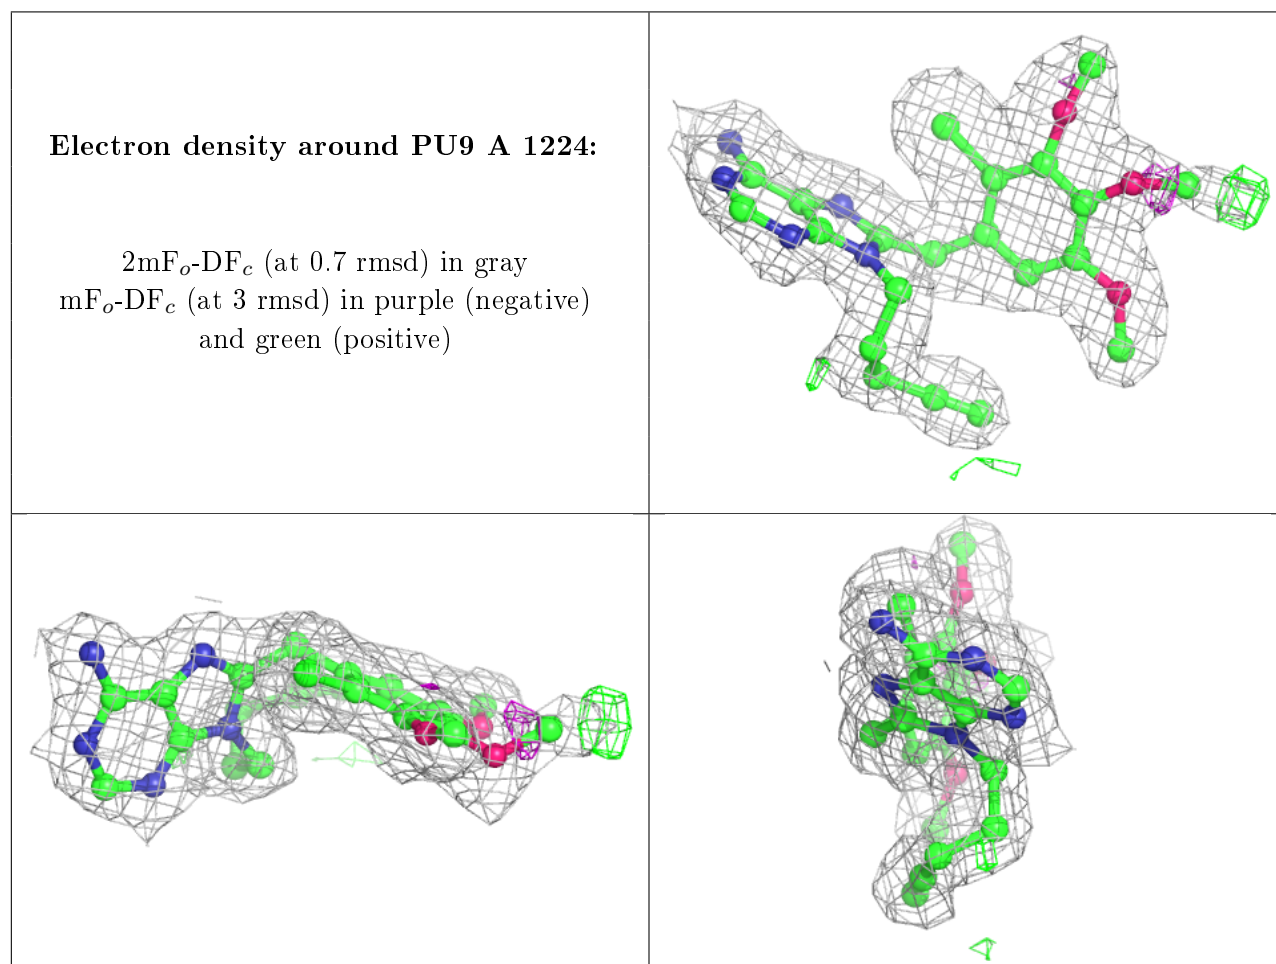 Electron density around PU9 A 1224:
2mFo-DFc (at 0.7 rmsd) in gray
mFo-DFc (at 3 rmsd) in purple (negative)
and green (positive)